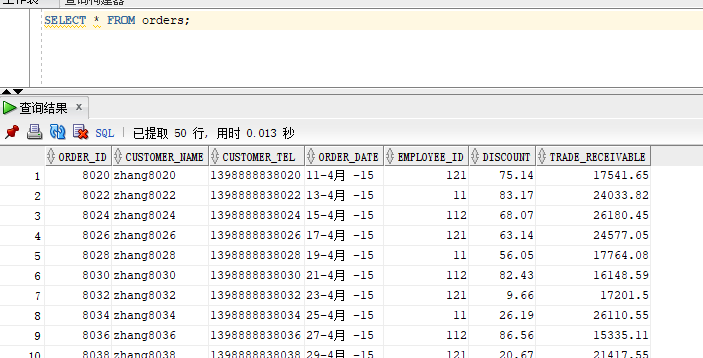 工作表 查询构建器
SELECT * FROM orders;
查询结果 x
SQL | 已提取 50 行, 用时 0.013 秒
ORDER_ID CUSTOMER_NAME CUSTOMER_TEL ORDER_DATE EMPLOYEE_ID DISCOUNT TRADE_RECEIVABLE
1 8020 zhang8020 1398888838020 11-4月 -15 121 75.14 17541.65
2 8022 zhang8022 1398888838022 13-4月 -15 11 83.17 24033.82
3 8024 zhang8024 1398888838024 15-4月 -15 112 68.07 26180.45
4 8026 zhang8026 1398888838026 17-4月 -15 121 63.14 24577.05
5 8028 zhang8028 1398888838028 19-4月 -15 11 56.05 17764.08
6 8030 zhang8030 1398888838030 21-4月 -15 112 82.43 16148.59
7 8032 zhang8032 1398888838032 23-4月 -15 121 9.66 17201.5
8 8034 zhang8034 1398888838034 25-4月 -15 11 26.19 26110.55
9 8036 zhang8036 1398888838036 27-4月 -15 112 86.56 15335.11
10 8038 zhang8038 1398888838038 29-4月 -15 121 20.67 21417.55